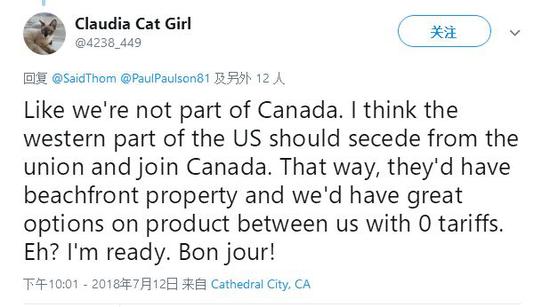 Claudia Cat Girl
@4238_449
关注
回复 @SaidThom @PaulPaulson81 及另外 12 人
Like we're not part of Canada. I think the
western part of the US should secede from the
union and join Canada. That way, they'd have
beachfront property and we'd have great
options on product between us with 0 tariffs.
Eh? I'm ready. Bon jour!
下午10:01 - 2018年7月12日 来自 Cathedral City, CA